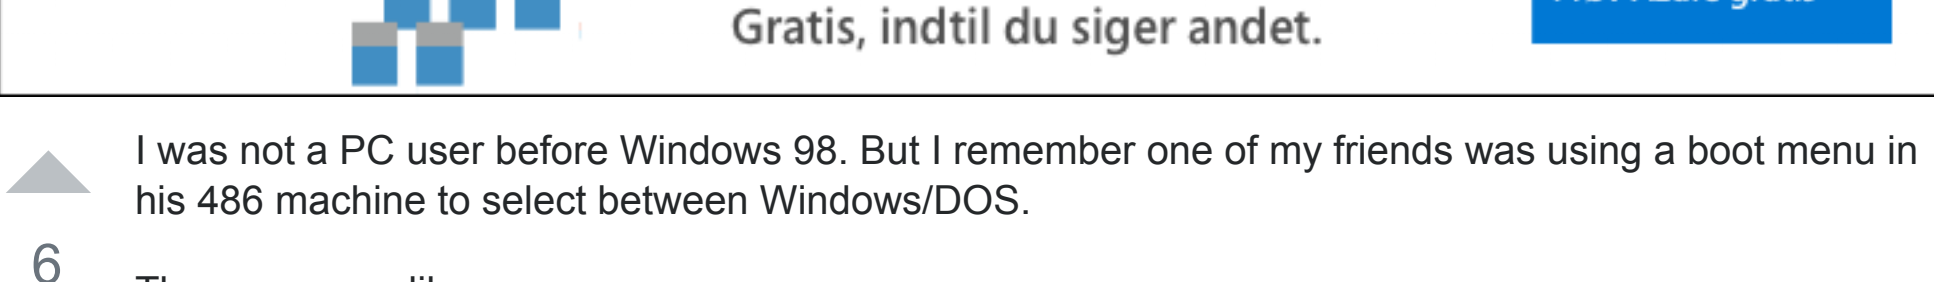 Gratis, indtil du siger andet.
I was not a PC user before Windows 98. But I remember one of my friends was using a boot menu in
his 486 machine to select between Windows/DOS.
6